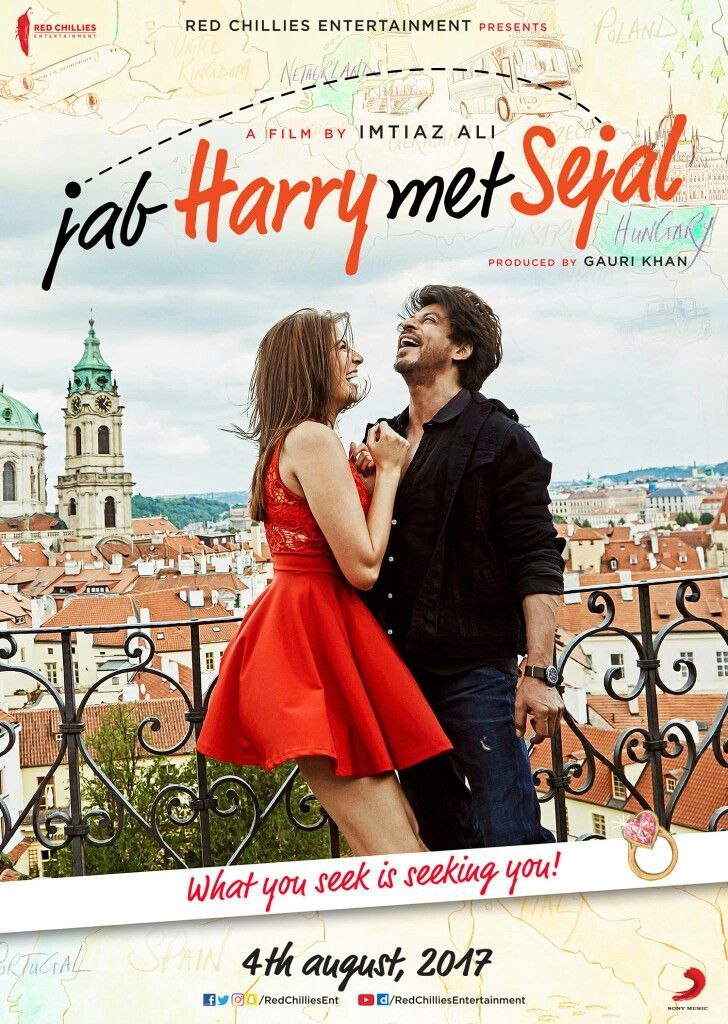 RED CHILLIES
ENTERTAINMENT
RED CHILLIES ENTERTAINMENT PRESENTS
POLAND
UNITED
KINGDOM
NETHERLANDS
A FILM BY IMTIAZ ALI
jab Harry met Sejal
HUNGARY
PRODUCED BY GAURI KHAN
What you seek is seeking you!
SPAIN
4th august, 2017
/RedChilliesEnt
/RedChilliesEntertainment
SONY MUSIC